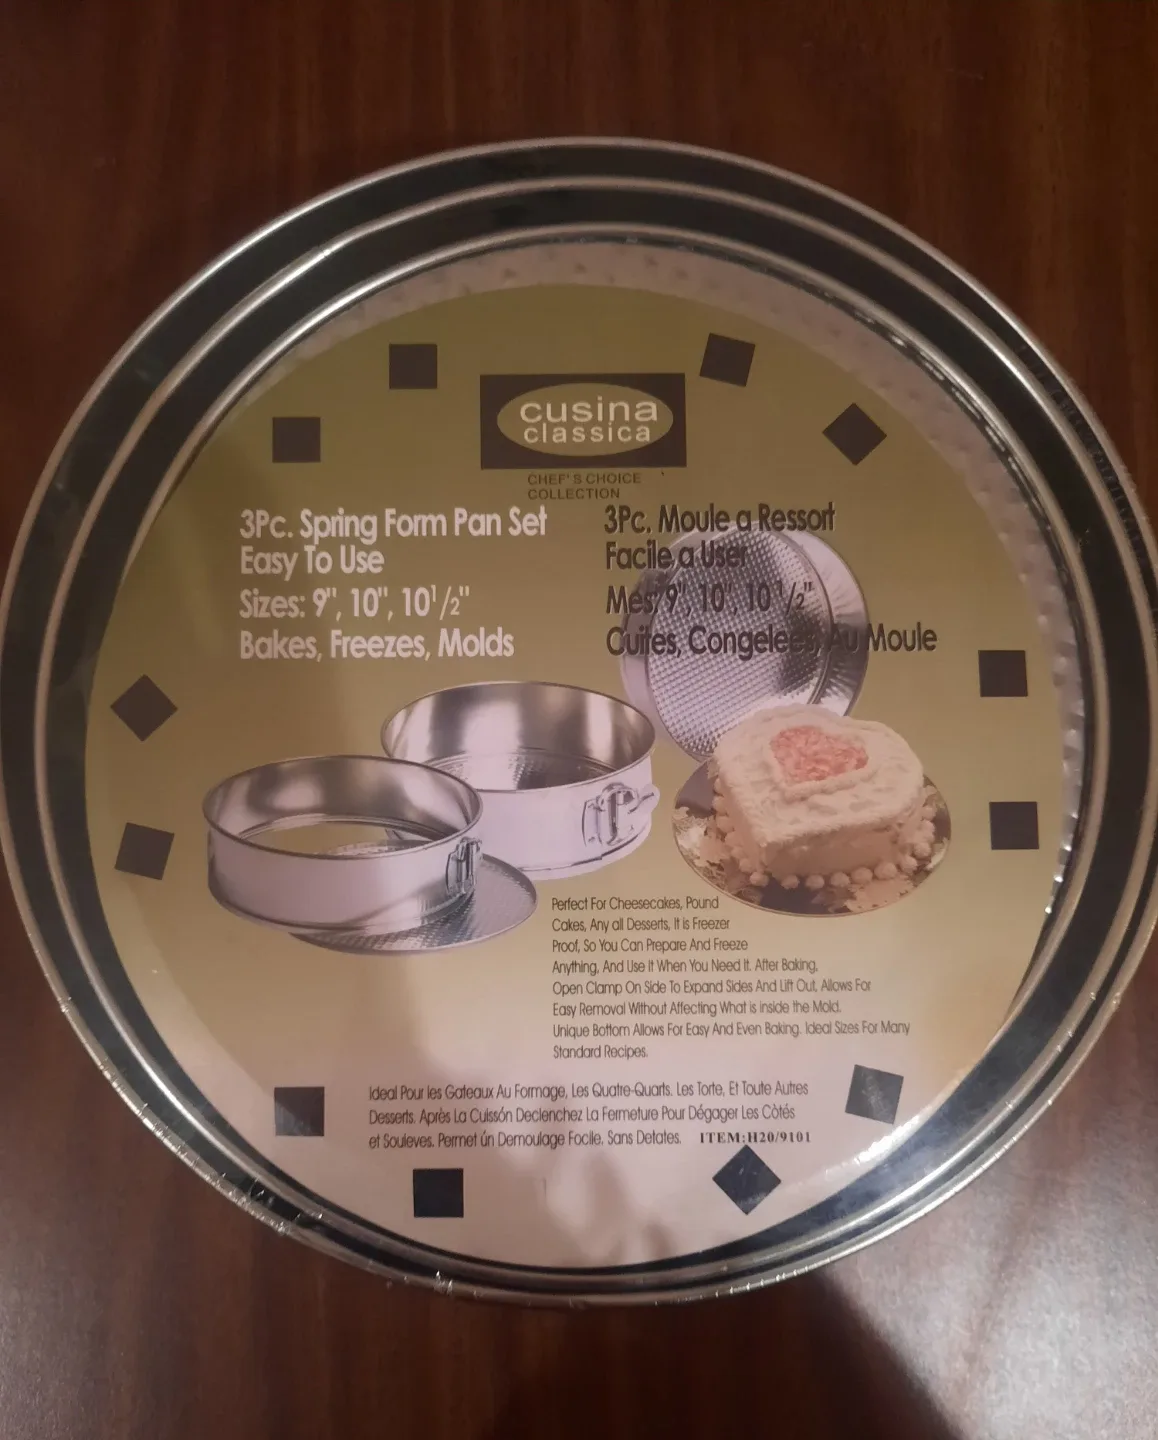 cusina
classica
CHEF'S CHOICE
COLLECTION
3Pc. Spring Form Pan Set
Easy To Use
Sizes: 9", 10", 10 1/2"
Bakes, Freezes, Molds
3Pc. Moule a Ressort
Facile a User
Mes: 9", 10", 10 1/2"
Cuites, Congelees, Au Moule
Perfect For Cheesecakes, Pound
Cakes, Any all Desserts, It is Freezer
Proof, So You Can Prepare And Freeze
Anything, And Use It When You Need It. After Baking,
Open Clamp On Side To Expand Sides And Lift Out, Allows For
Easy Removal Without Affecting What is inside the Mold.
Unique Bottom Allows For Easy And Even Baking. Ideal Sizes For Many
Standard Recipes.
Ideal Pour les Gateaux Au Formage, Les Quatre-Quarts. Les Torte, Et Toute Autres
Desserts. Après La Cuissón Declenchez La Fermeture Pour Dégager Les Còtés
et Souleves. Permet ún Demoulage Focile. Sans Defates. ITEM:H20/9101